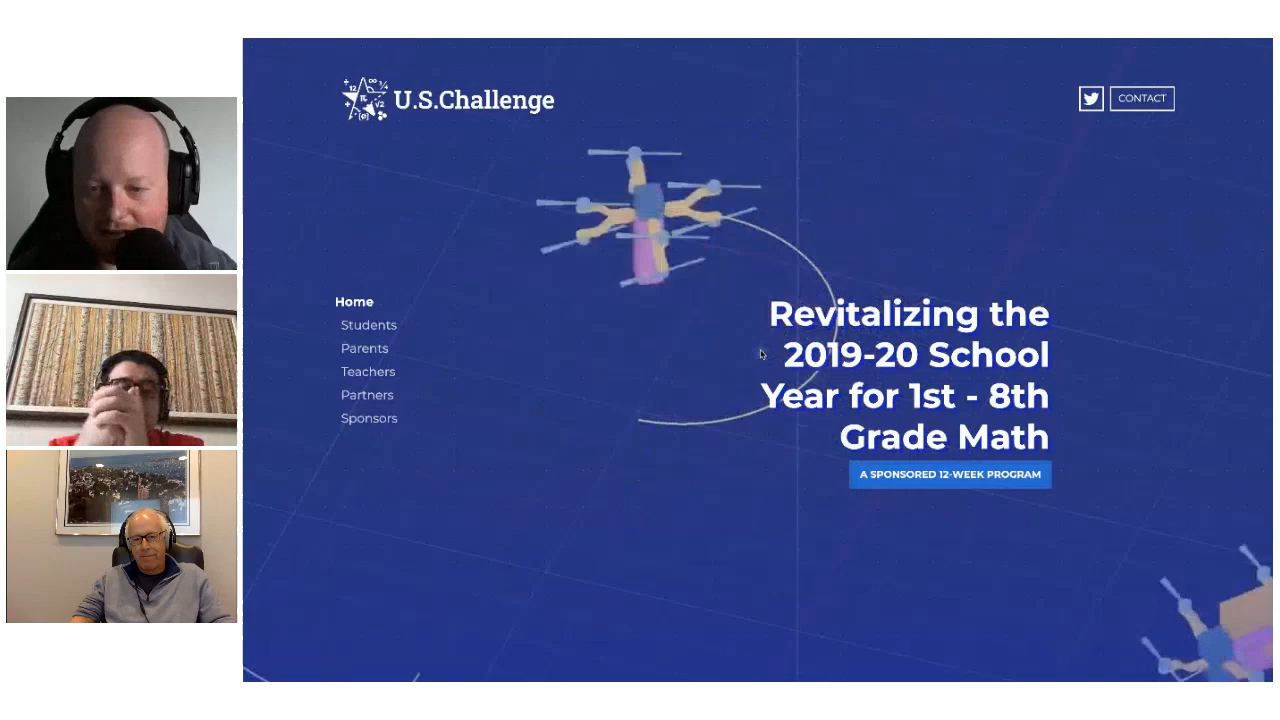 U.S.Challenge
CONTACT
Home
Students
Parents
Teachers
Partners
Sponsors
Revitalizing the
2019-20 School
Year for 1st - 8th
Grade Math
A SPONSORED 12-WEEK PROGRAM